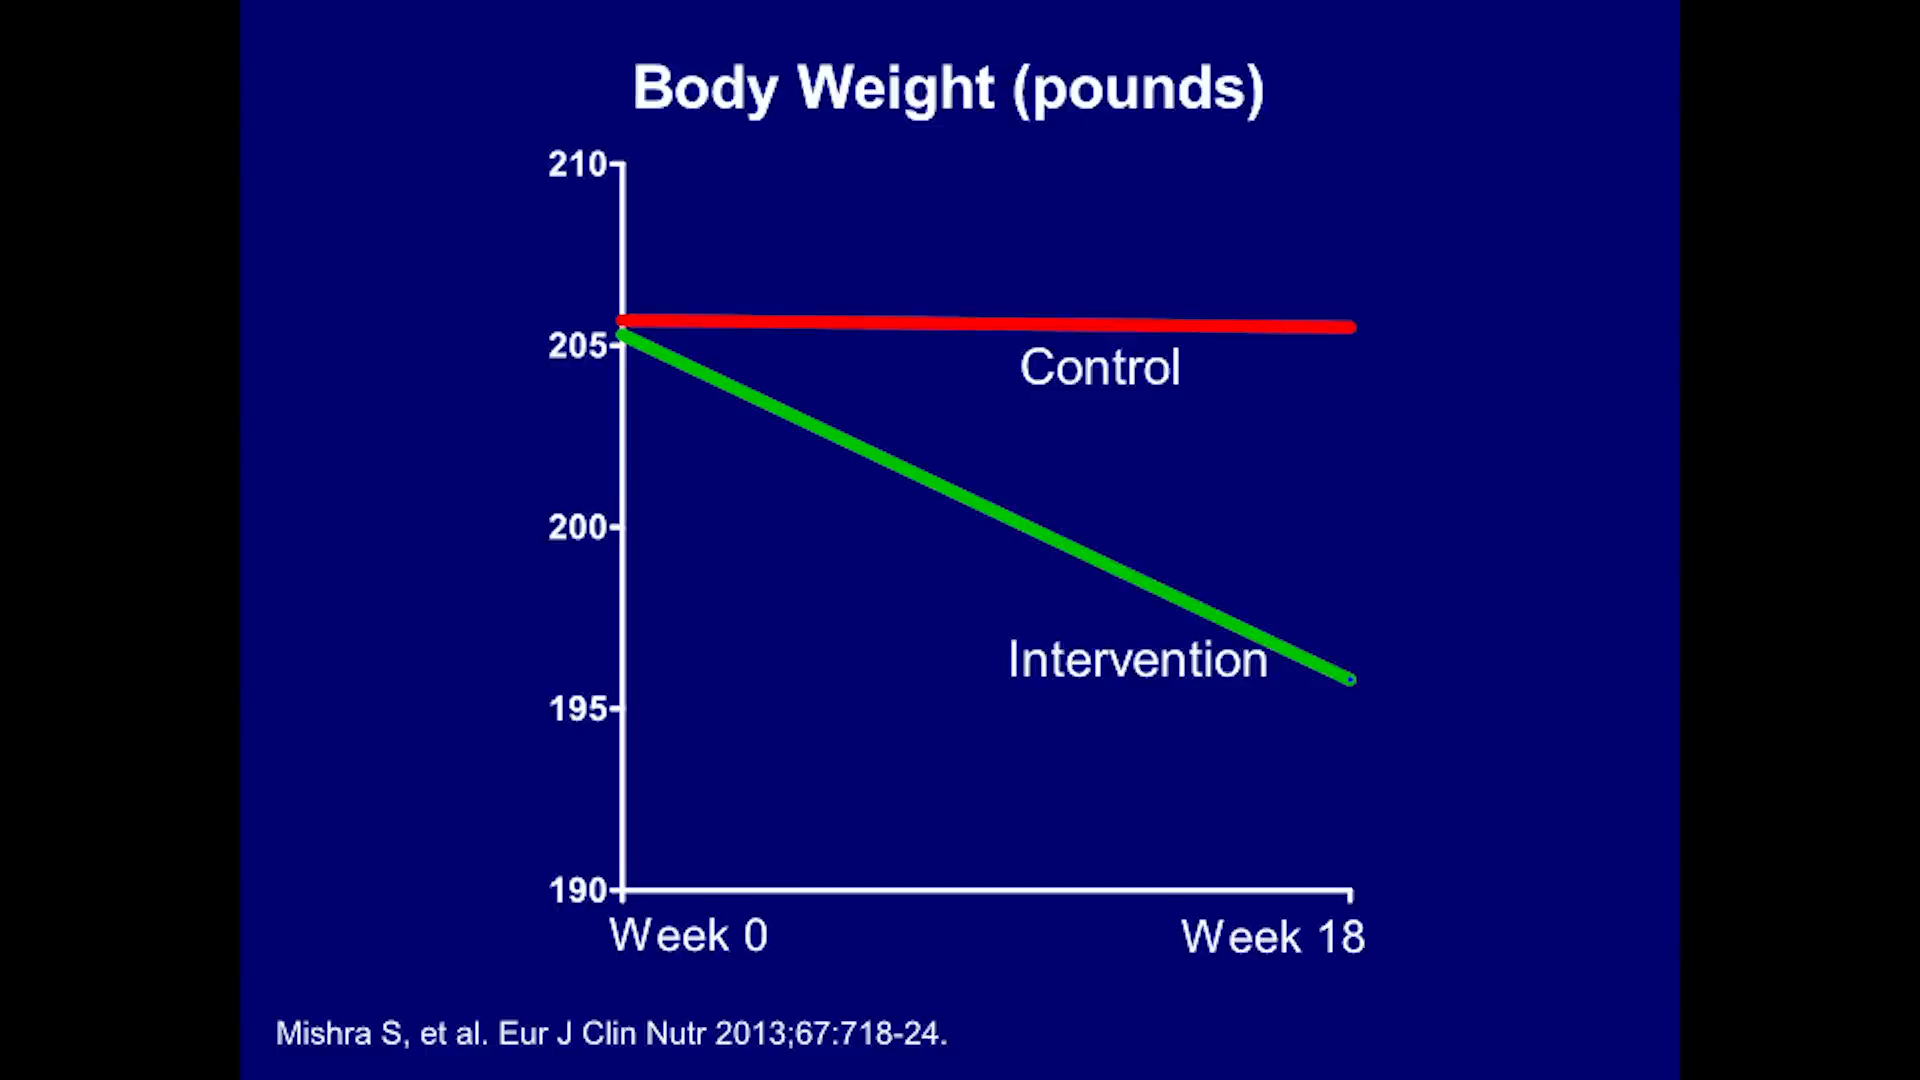 Body Weight (pounds)
210
205
Control
200
Intervention
195
190
Week 0
Week 18
Mishra S, et al. Eur J Clin Nutr 2013;67:718-24.